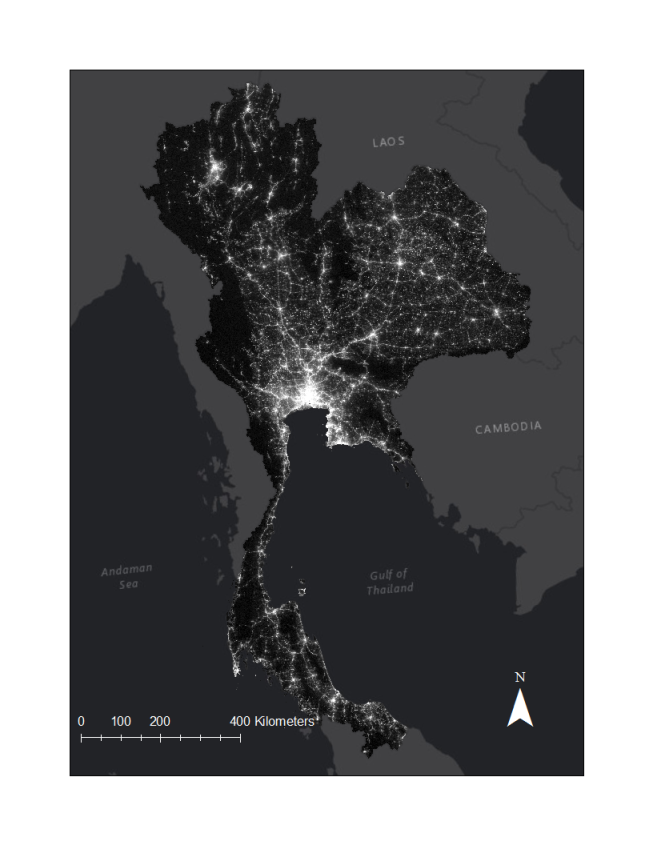 LAOS
CAMBODIA
Andaman
Sea
Gulf of
Thailand
N
0 100 200 400 Kilometers